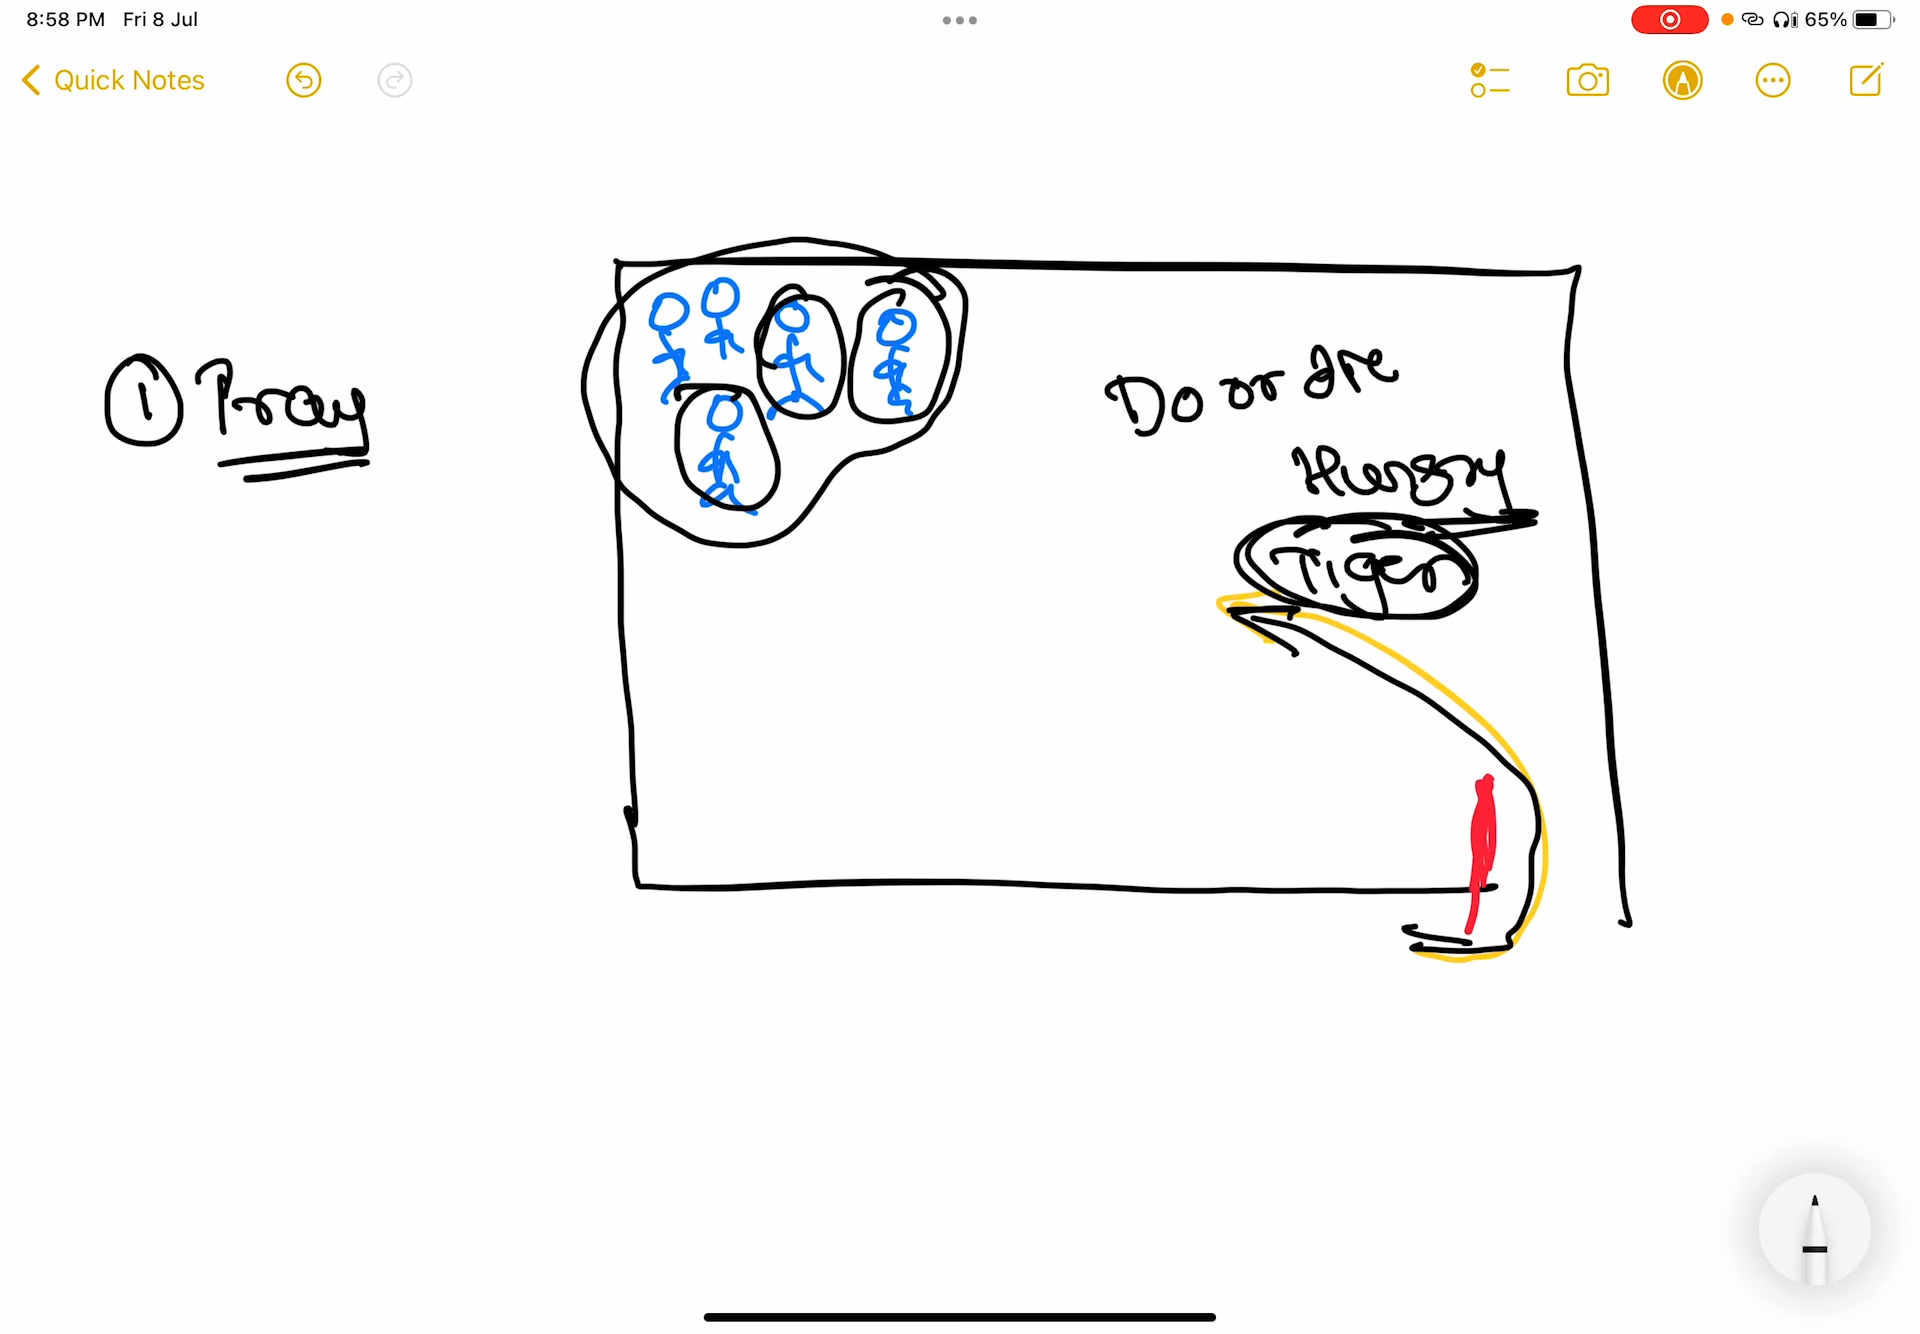 8:58 PM Fri 8 Jul
65%
Quick Notes
1 Pray
Do or die
Hungry
Tiger